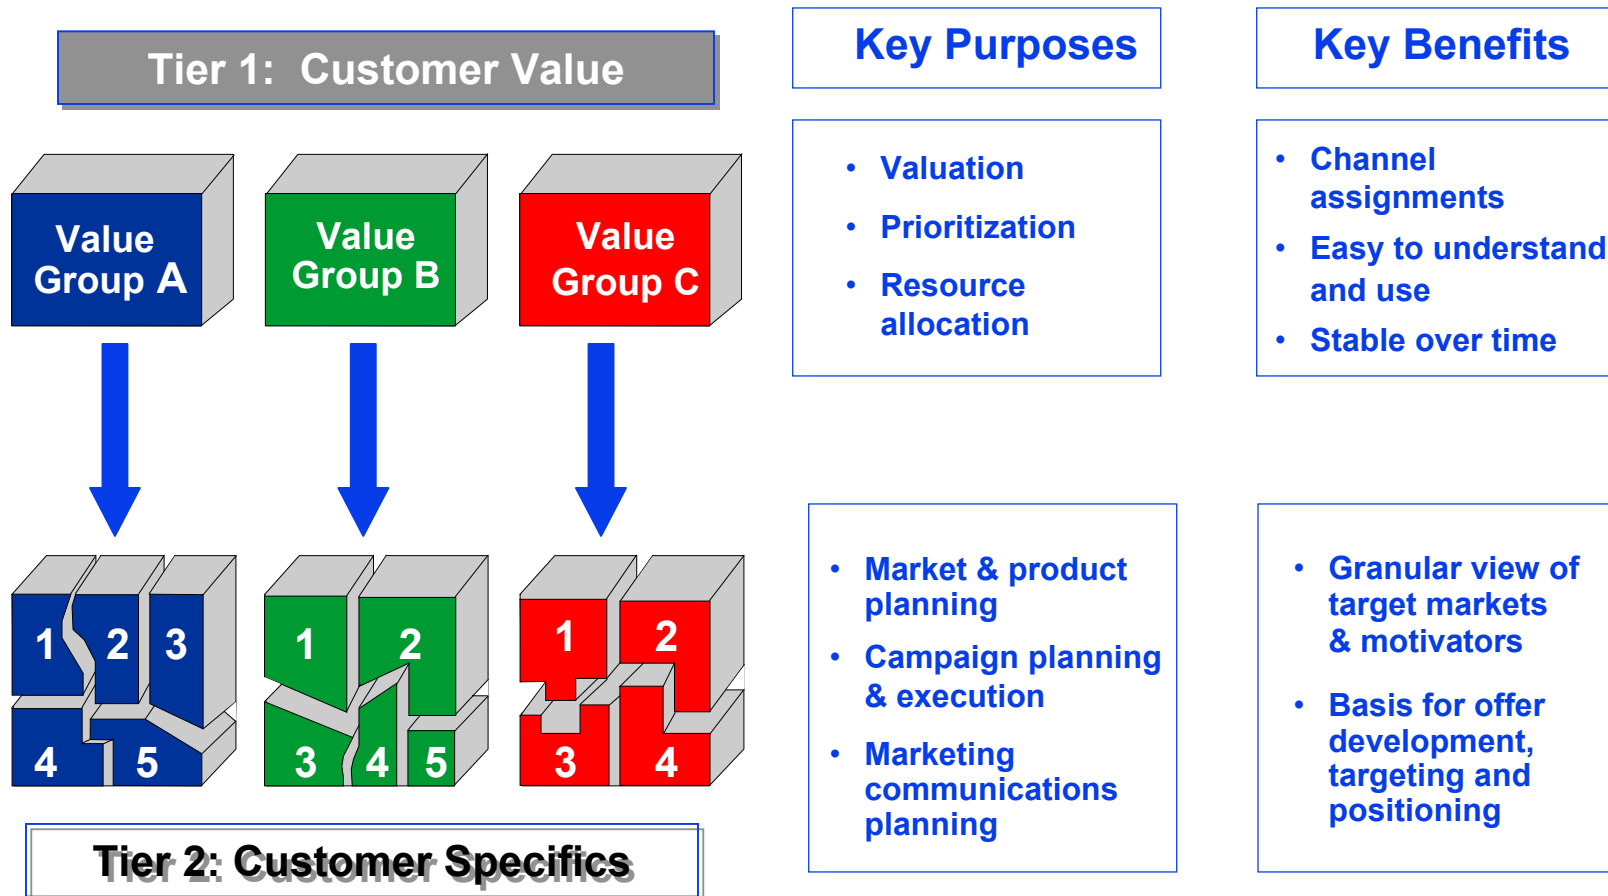 Tier 1: Customer Value
Key Purposes
Key Benefits
Value
Group A
Value
Group B
Value
Group C
• Valuation
• Prioritization
• Resource
allocation
• Channel
assignments
• Easy to understand
and use
• Stable over time
1
2
3
4
5
1
2
3
4
5
1
2
3
4
• Market & product
planning
• Campaign planning
& execution
• Marketing
communications
planning
• Granular view of
target markets
& motivators
• Basis for offer
development,
targeting and
positioning
Tier 2: Customer Specifics